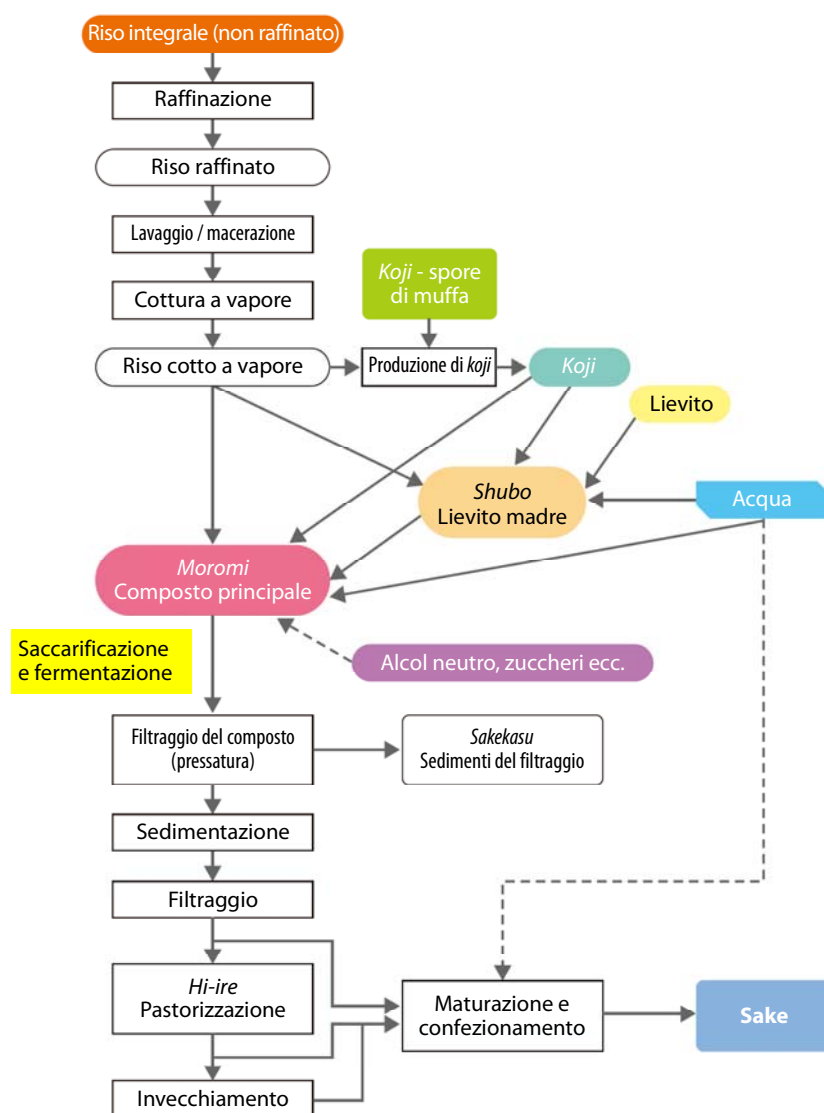 Riso integrale (non raffinato)
Raffinazione
Riso raffinato
Lavaggio / macerazione
Cottura a vapore
Koji - spore
di muffa
Riso cotto a vapore
Produzione di koji
Koji
Lievito
Shubo
Lievito madre
Acqua
Moromi
Composto principale
Saccarificazione
e fermentazione
Alcol neutro, zuccheri ecc.
Filtraggio del composto
(pressatura)
Sakekasu
Sedimenti del filtraggio
Sedimentazione
Filtraggio
Hi-ire
Pastorizzazione
Maturazione e
confezionamento
Sake
Invecchiamento